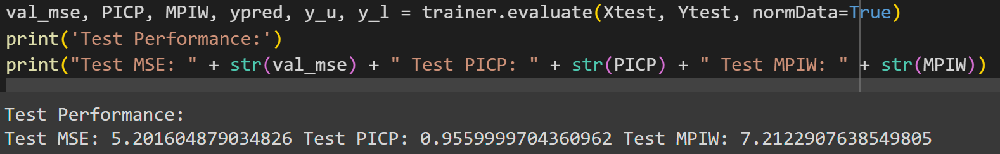 val_mse, PICP, MPIW, ypred, y_u, y_l = trainer.evaluate(Xtest, Ytest, normData=True)
print('Test Performance:')
print("Test MSE: " + str(val_mse) + " Test PICP: " + str(PICP) + " Test MPIW: " + str(MPIW))
Test Performance:
Test MSE: 5.201604879034826 Test PICP: 0.9559999704360962 Test MPIW: 7.2122907638549805